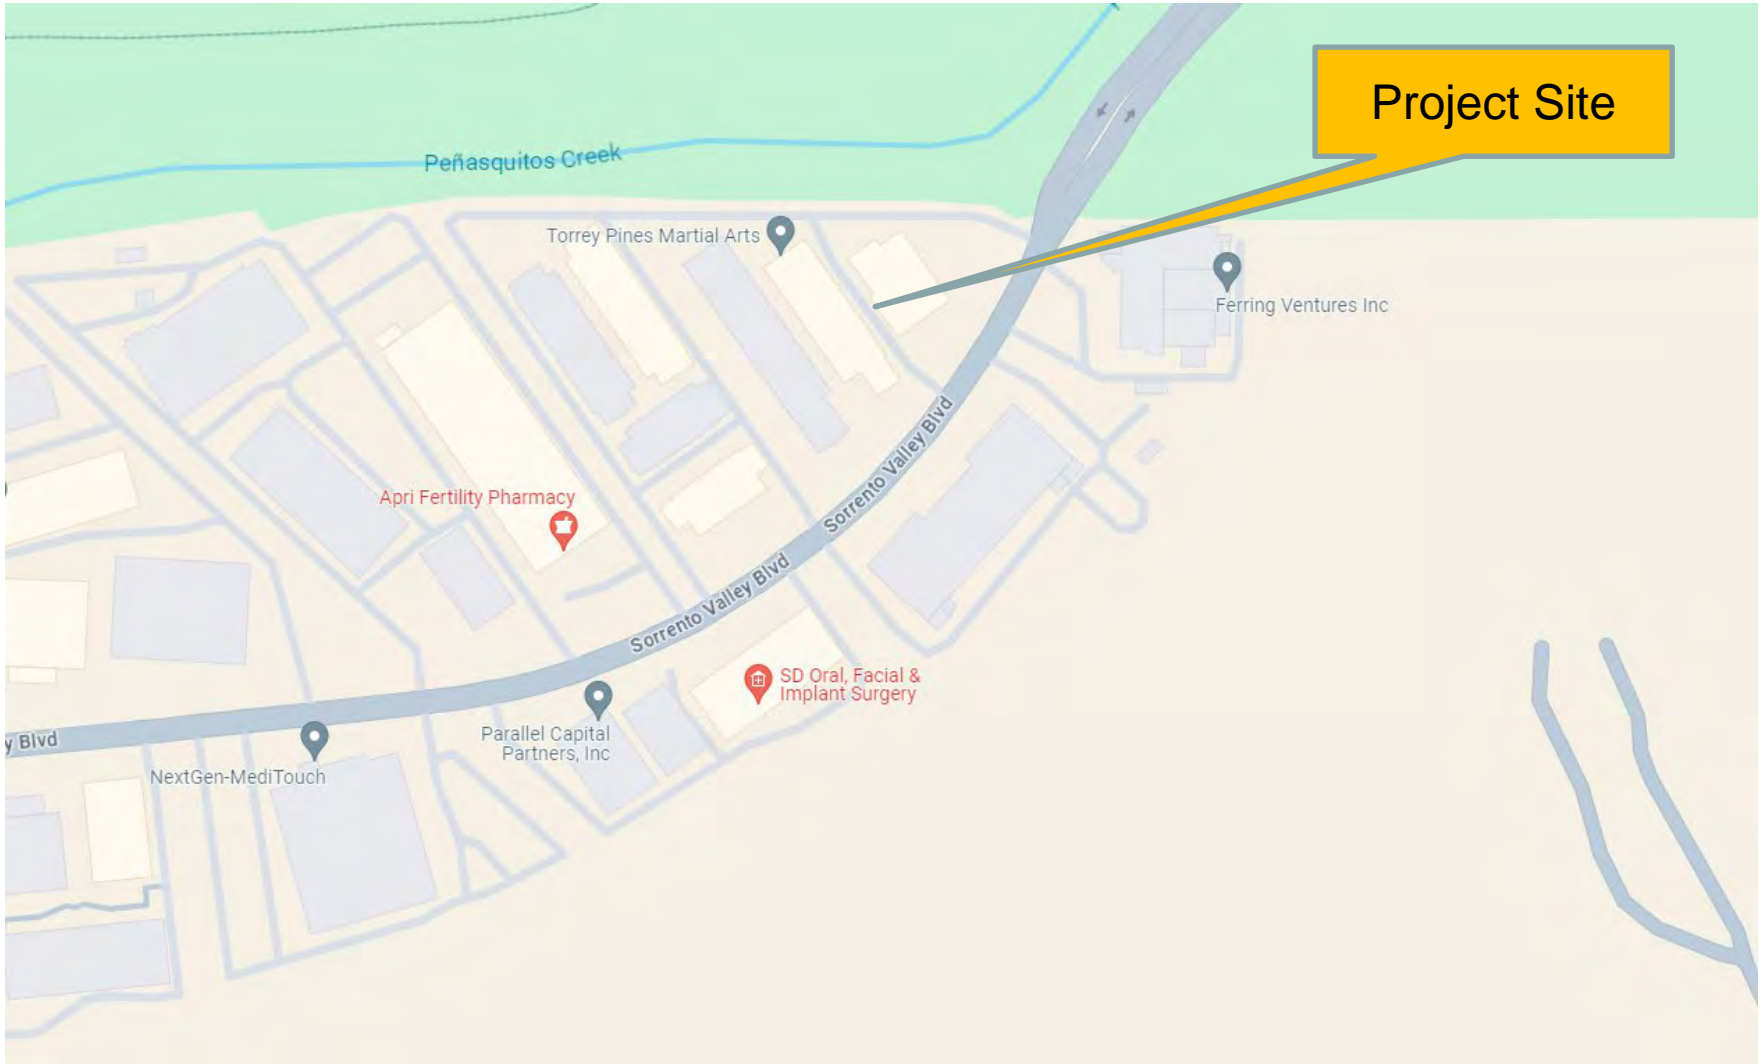 Project Site
Peñasquitos Creek
Torrey Pines Martial Arts
Ferring Ventures Inc
Sorrento Valley Blvd
Apri Fertility Pharmacy
Sorrento Valley Blvd
SD Oral, Facial &
Implant Surgery
Parallel Capital
Partners, Inc
y Blvd
NextGen-MediTouch